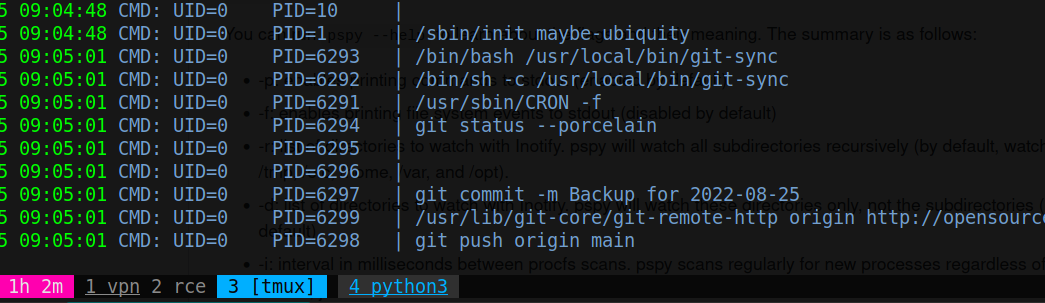 5 09:04:48 CMD: UID=0    PID=10     |
5 09:04:48 CMD: UID=0    PID=1      | /sbin/init maybe-ubiquity
5 09:05:01 CMD: UID=0    PID=6293   | /bin/bash /usr/local/bin/git-sync
5 09:05:01 CMD: UID=0    PID=6292   | /bin/sh -c /usr/local/bin/git-sync
5 09:05:01 CMD: UID=0    PID=6291   | /usr/sbin/CRON -f
5 09:05:01 CMD: UID=0    PID=6294   | git status --porcelain
5 09:05:01 CMD: UID=0    PID=6295   |
5 09:05:01 CMD: UID=0    PID=6296   |
5 09:05:01 CMD: UID=0    PID=6297   | git commit -m Backup for 2022-08-25
5 09:05:01 CMD: UID=0    PID=6299   | /usr/lib/git-core/git-remote-http origin http://opensource
5 09:05:01 CMD: UID=0    PID=6298   | git push origin main
-i: interval in milliseconds between procfs scans. pspy scans regularly for new processes regardless of
1h 2m 1 vpn 2 rce 3 [tmux] 4 python3